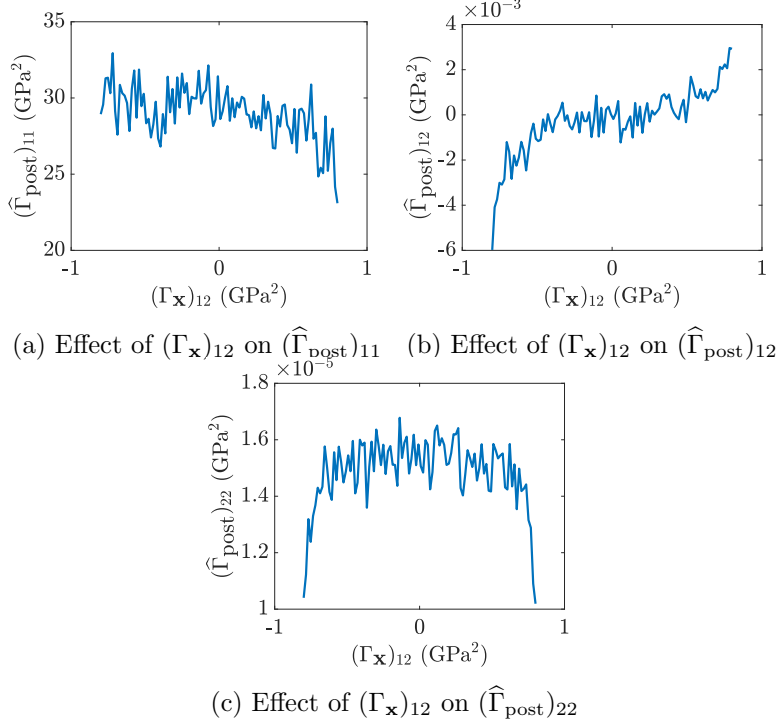 35
30
25
20
-1
0
1
(Γ̂post)11 (GPa²)
(Γx)12 (GPa²)
(a) Effect of (Γx)12 on (Γ̂post)11
×10⁻³
4
2
0
-2
-4
-6
-1
0
1
(Γ̂post)12 (GPa²)
(Γx)12 (GPa²)
(b) Effect of (Γx)12 on (Γ̂post)12
×10⁻⁵
1.8
1.6
1.4
1.2
1
-1
0
1
(Γ̂post)22 (GPa²)
(Γx)12 (GPa²)
(c) Effect of (Γx)12 on (Γ̂post)22